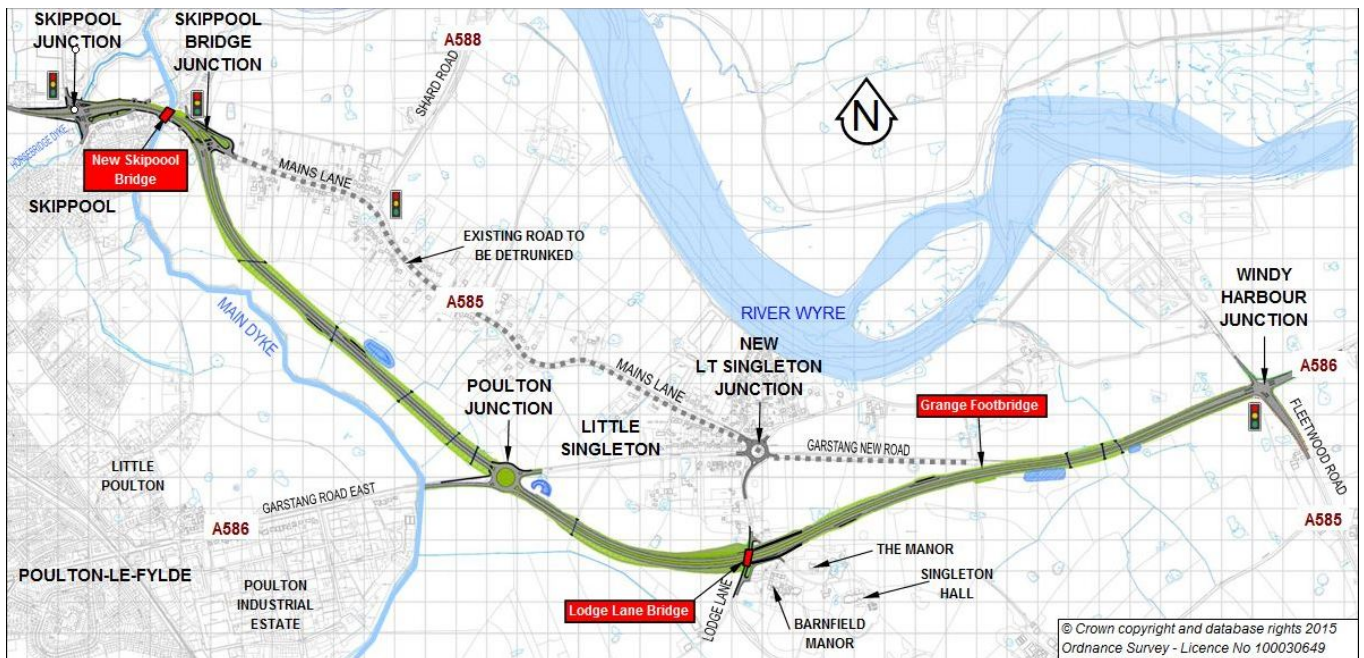 SKIPPOOL
JUNCTION
SKIPPOOL
BRIDGE
JUNCTION
A588
SHARD ROAD
N
HORSEBRIDGE DYKE
New Skipoool
Bridge
MAINS LANE
SKIPPOOL
EXISTING ROAD TO
BE DETRUNKED
A585
MAIN DYKE
RIVER WYRE
WINDY
HARBOUR
JUNCTION
NEW
LT SINGLETON
JUNCTION
MAINS LANE
A586
POULTON
JUNCTION
LITTLE
SINGLETON
Grange Footbridge
FLEETWOOD ROAD
GARSTANG NEW ROAD
LITTLE
POULTON
GARSTANG ROAD EAST
A586
A585
POULTON-LE-FYLDE
POULTON
INDUSTRIAL
ESTATE
THE MANOR
SINGLETON
HALL
Lodge Lane Bridge
LODGE LANE
BARNFIELD
MANOR
© Crown copyright and database rights 2015
Ordnance Survey - Licence No 100030649